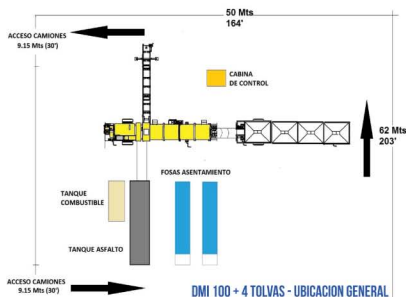 50 Mts
164'
ACCESO CAMIONES
9.15 Mts (30')
CABINA
DE CONTROL
62 Mts
203'
FOSAS ASENTAMIENTO
TANQUE
COMBUSTIBLE
TANQUE ASFALTO
ACCESO CAMIONES
9.15 Mts (30')
DMI 100 + 4 TOLVAS - UBICACION GENERAL